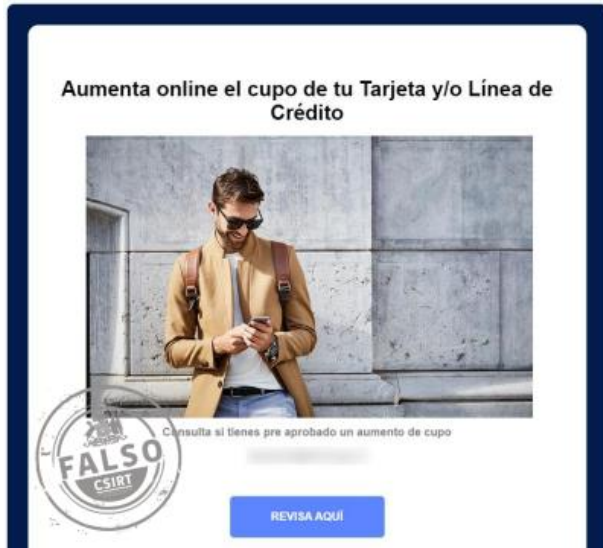 Aumenta online el cupo de tu Tarjeta y/o Línea de
Crédito
Consulta si tienes pre aprobado un aumento de cupo
FALSO
CSIRT
REVISA AQUÍ